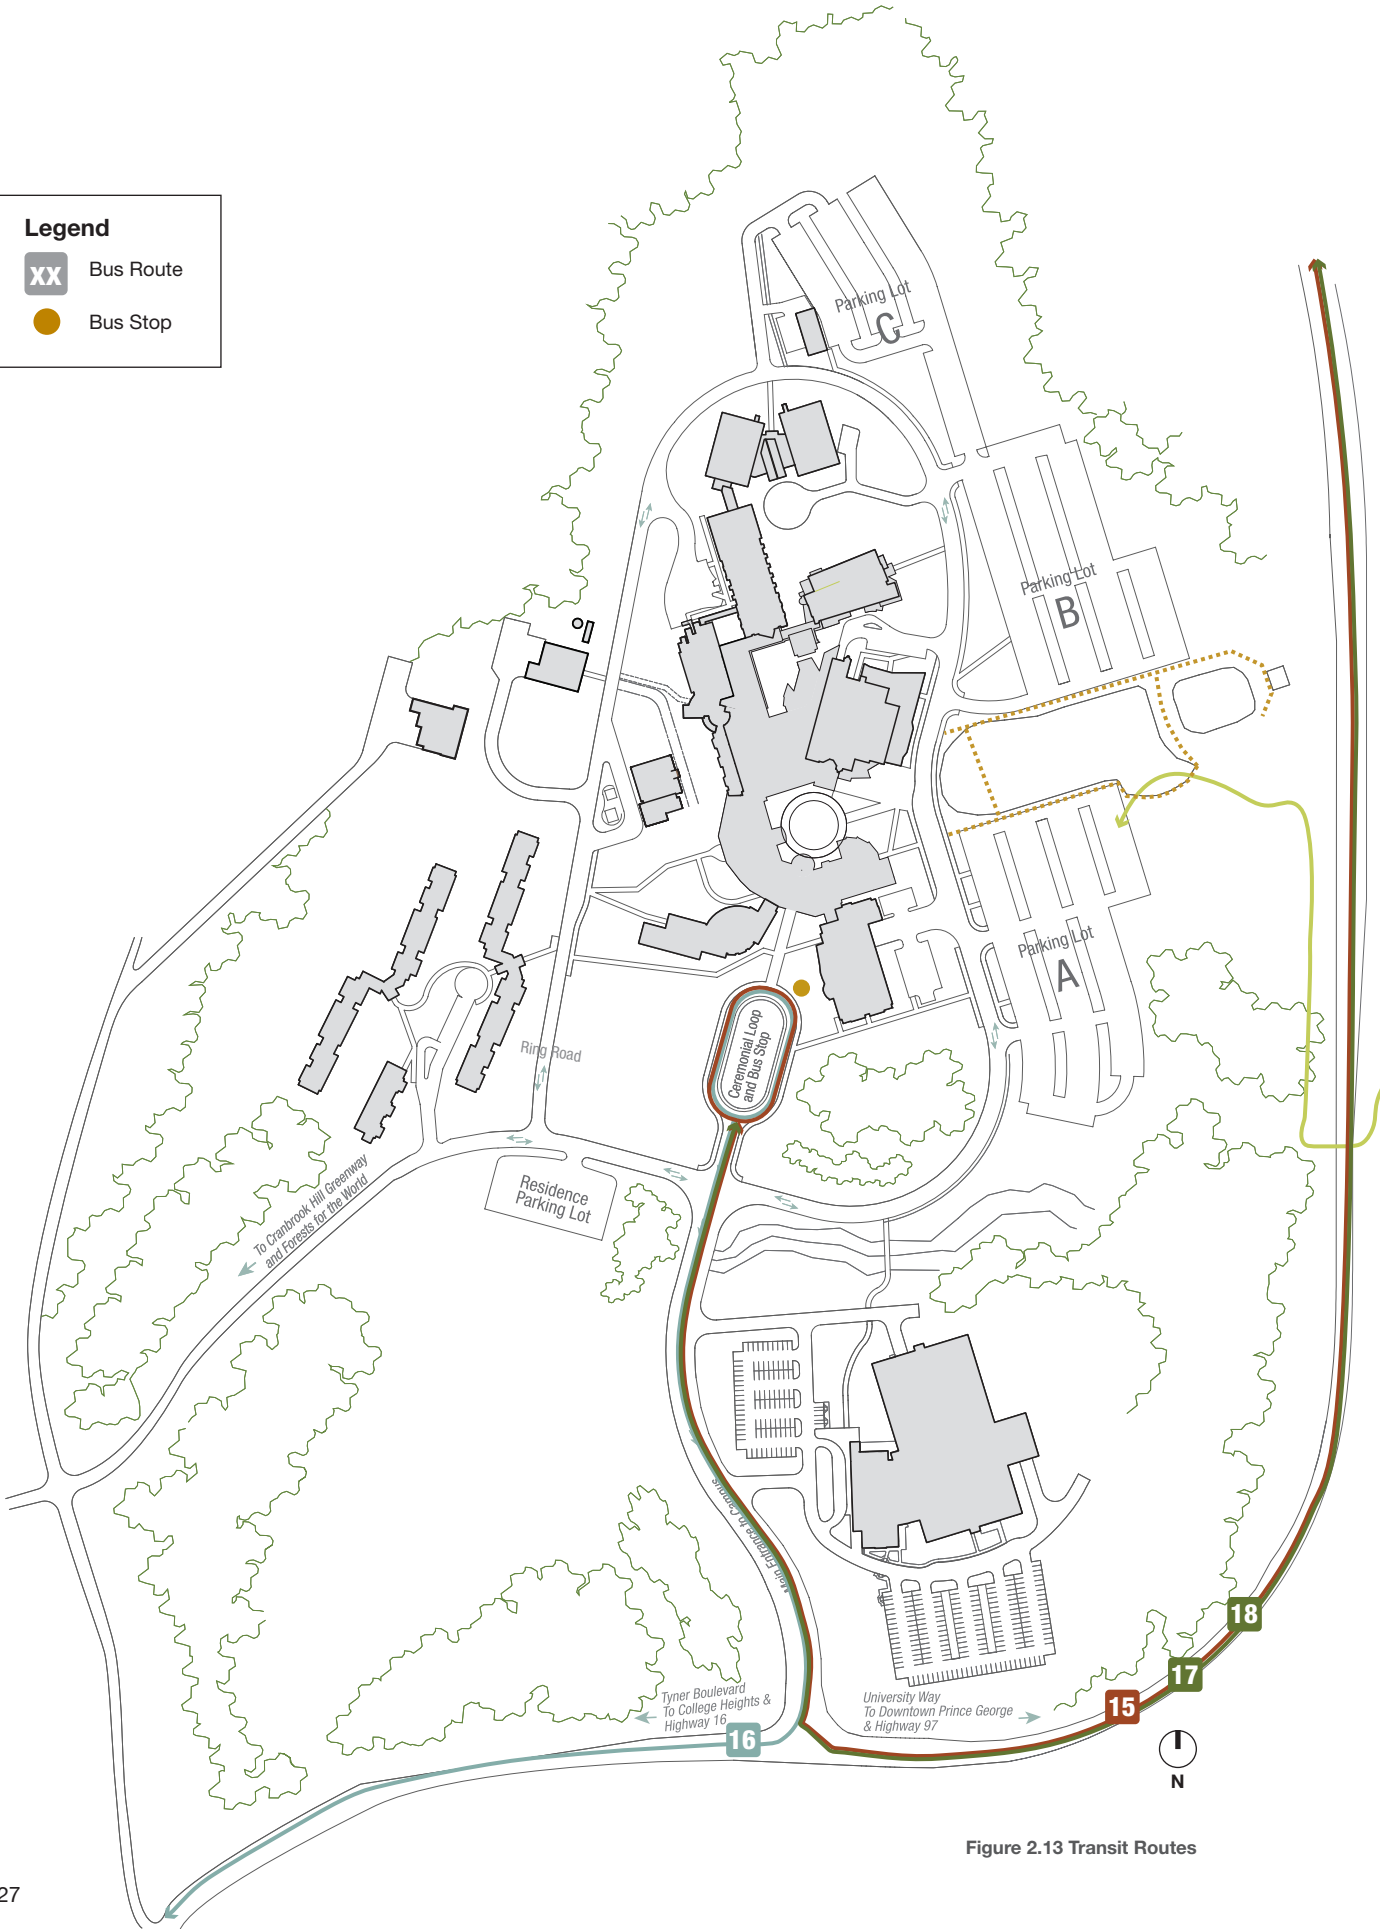 Legend
XX Bus Route
Bus Stop
Parking Lot
C
Parking Lot
B
Parking Lot
A
Ceremonial Loop
and Bus Stop
Ring Road
To Cranbrook Hill Greenway
and Forests for the World
Residence
Parking Lot
Main Entrance to Campus
18
17
15
16
Tyner Boulevard
To College Heights &
Highway 16
University Way
To Downtown Prince George
& Highway 97
N
Figure 2.13 Transit Routes
27